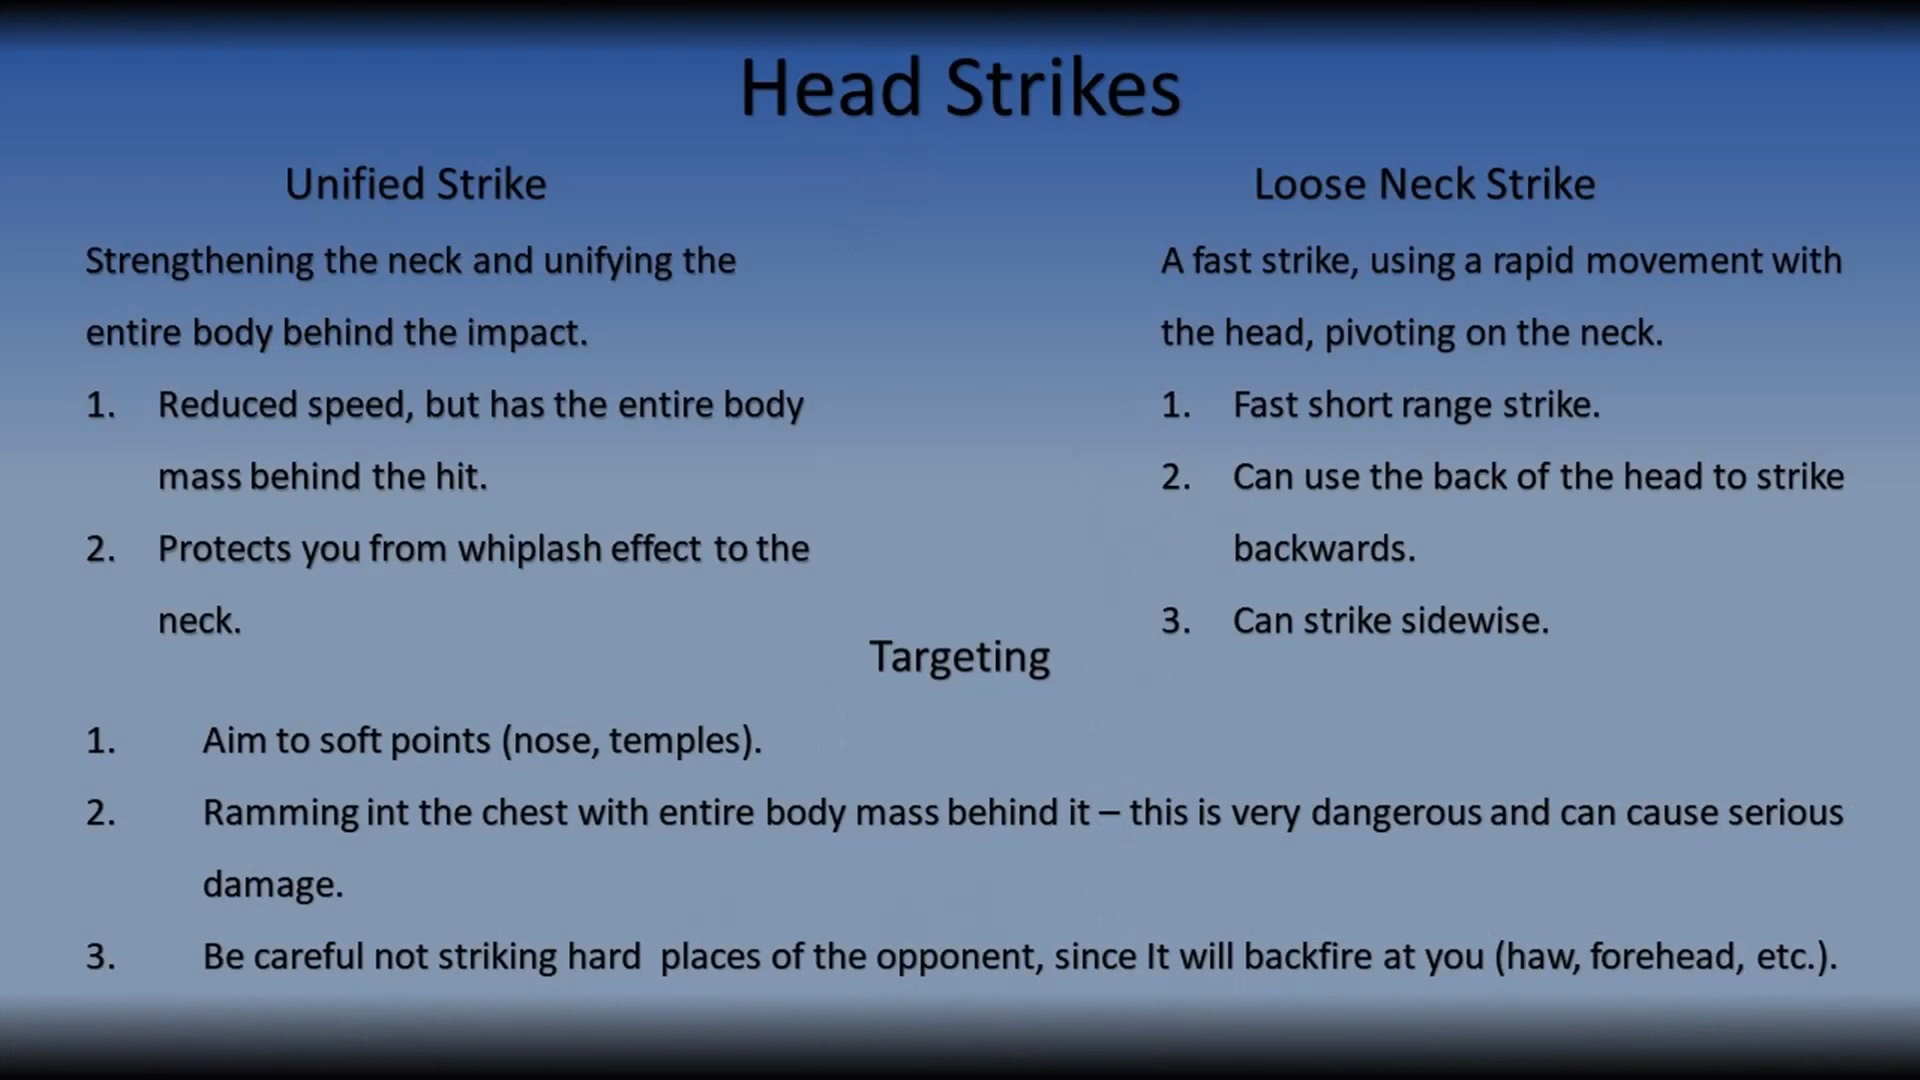 Head Strikes
Unified Strike
Strengthening the neck and unifying the
entire body behind the impact.
1. Reduced speed, but has the entire body
mass behind the hit.
2. Protects you from whiplash effect to the
neck.
Loose Neck Strike
A fast strike, using a rapid movement with
the head, pivoting on the neck.
1. Fast short range strike.
2. Can use the back of the head to strike
backwards.
3. Can strike sidewise.
Targeting
1. Aim to soft points (nose, temples).
2. Ramming int the chest with entire body mass behind it – this is very dangerous and can cause serious
damage.
3. Be careful not striking hard places of the opponent, since It will backfire at you (haw, forehead, etc.).